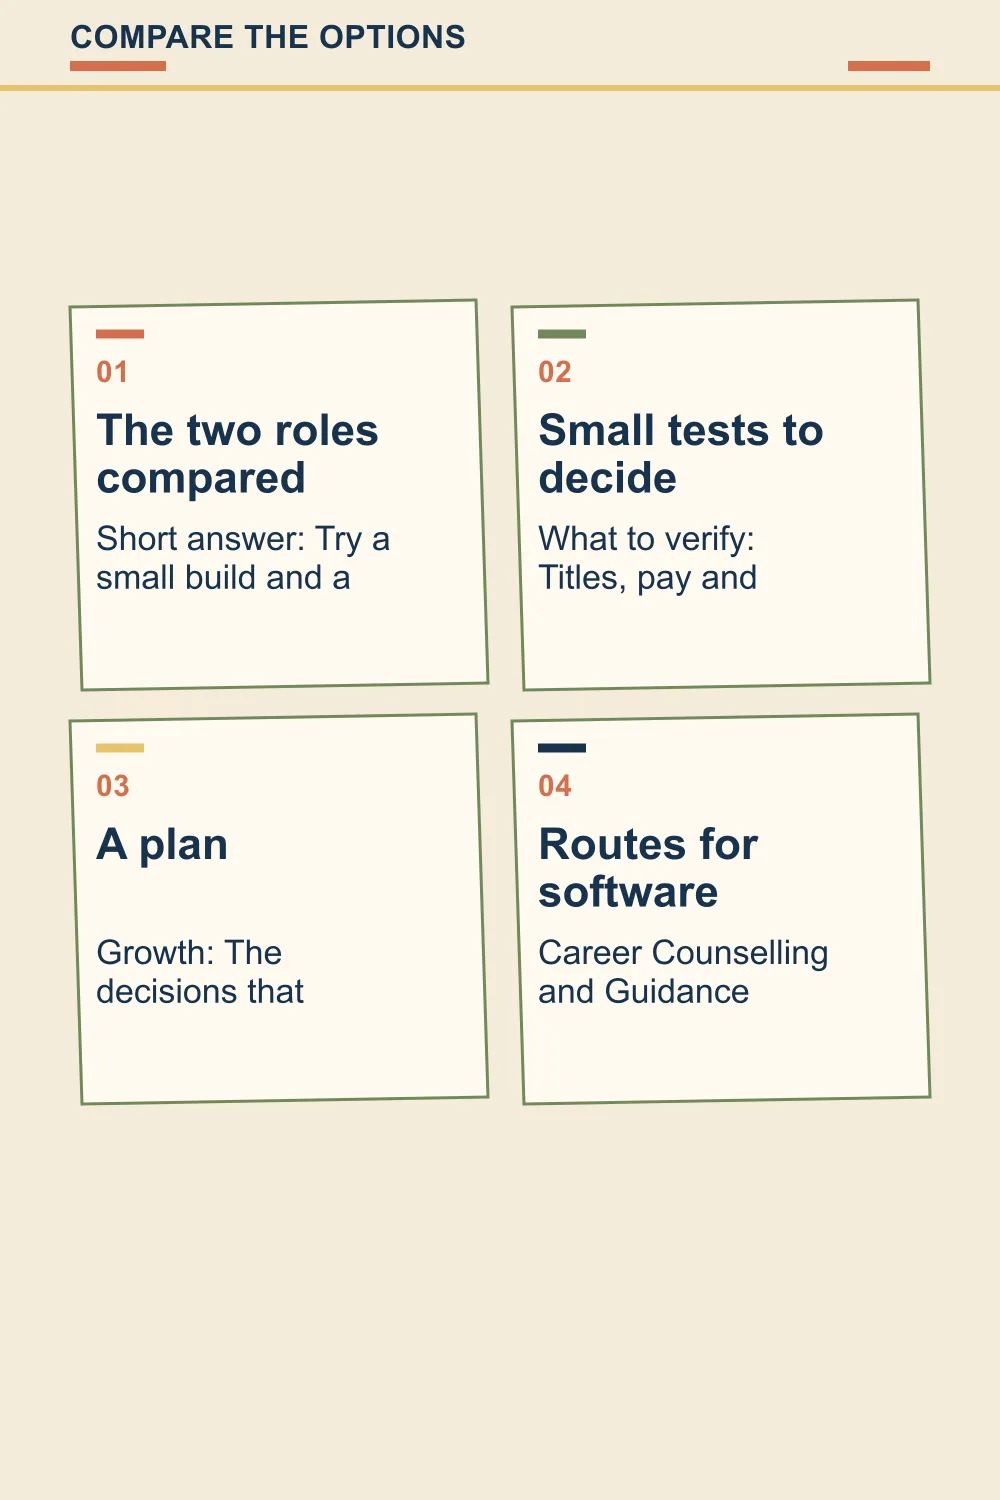 COMPARE THE OPTIONS
01
The two roles
compared
Short answer: Try a
small build and a
02
Small tests to
decide
What to verify:
Titles, pay and
03
A plan
Growth: The
decisions that
04
Routes for
software
Career Counselling
and Guidance